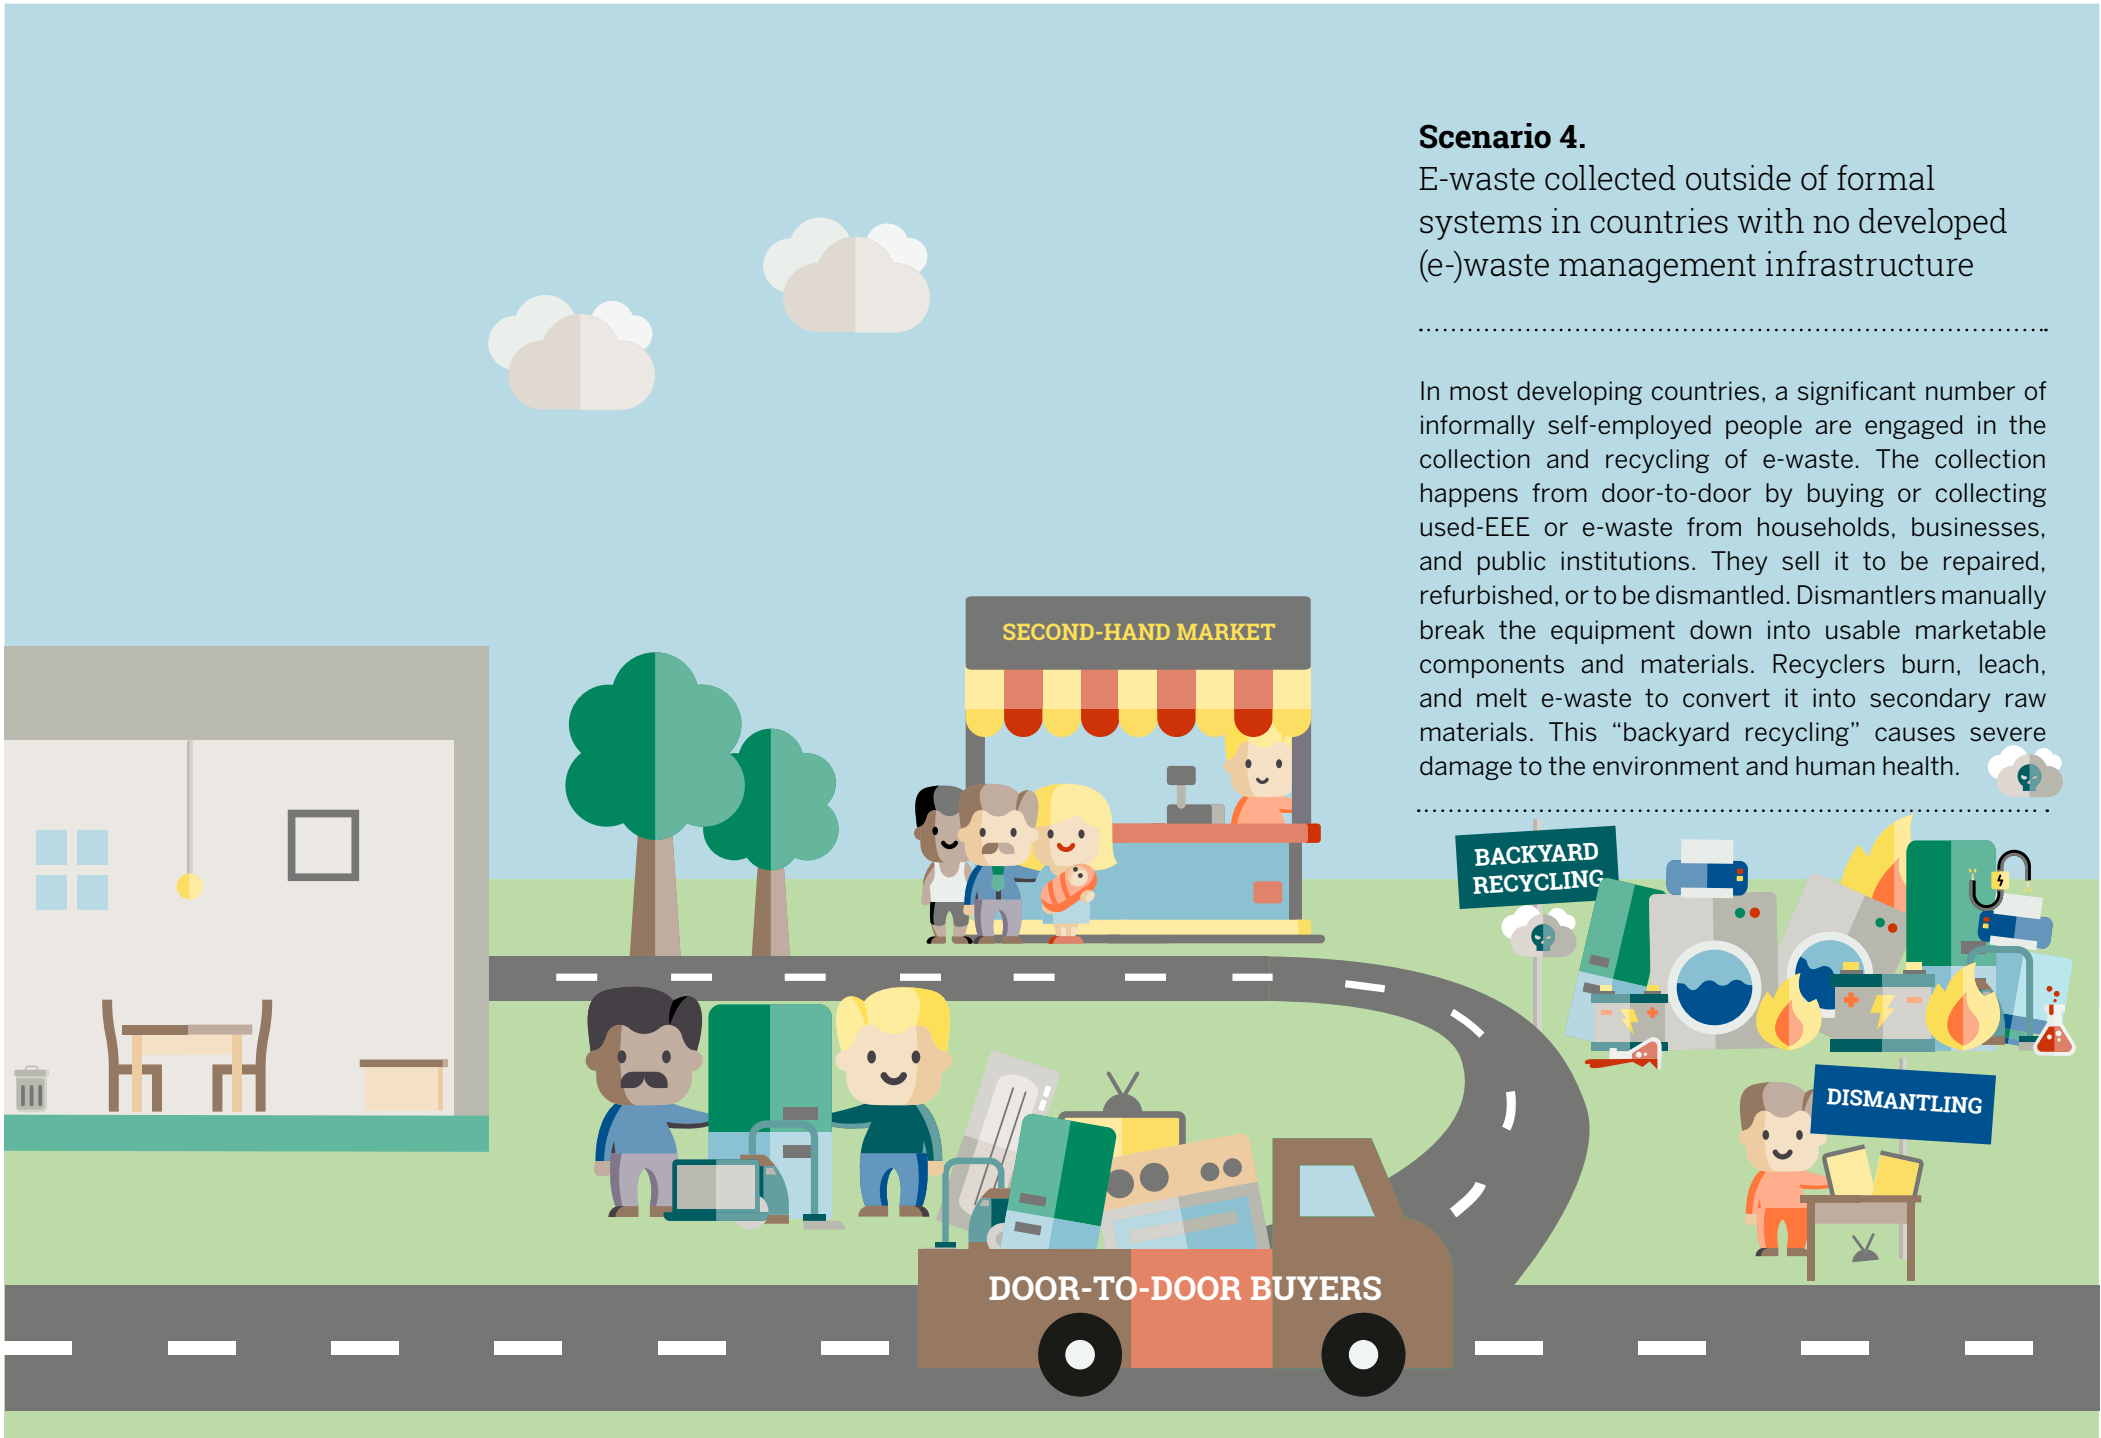 Scenario 4.
E-waste collected outside of formal
systems in countries with no developed
(e-)waste management infrastructure
In most developing countries, a significant number of
informally self-employed people are engaged in the
collection and recycling of e-waste. The collection
happens from door-to-door by buying or collecting
used-EEE or e-waste from households, businesses,
and public institutions. They sell it to be repaired,
refurbished, or to be dismantled. Dismantlers manually
break the equipment down into usable marketable
components and materials. Recyclers burn, leach,
and melt e-waste to convert it into secondary raw
materials. This “backyard recycling” causes severe
damage to the environment and human health.
SECOND-HAND MARKET
BACKYARD
RECYCLING
DISMANTLING
DOOR-TO-DOOR BUYERS